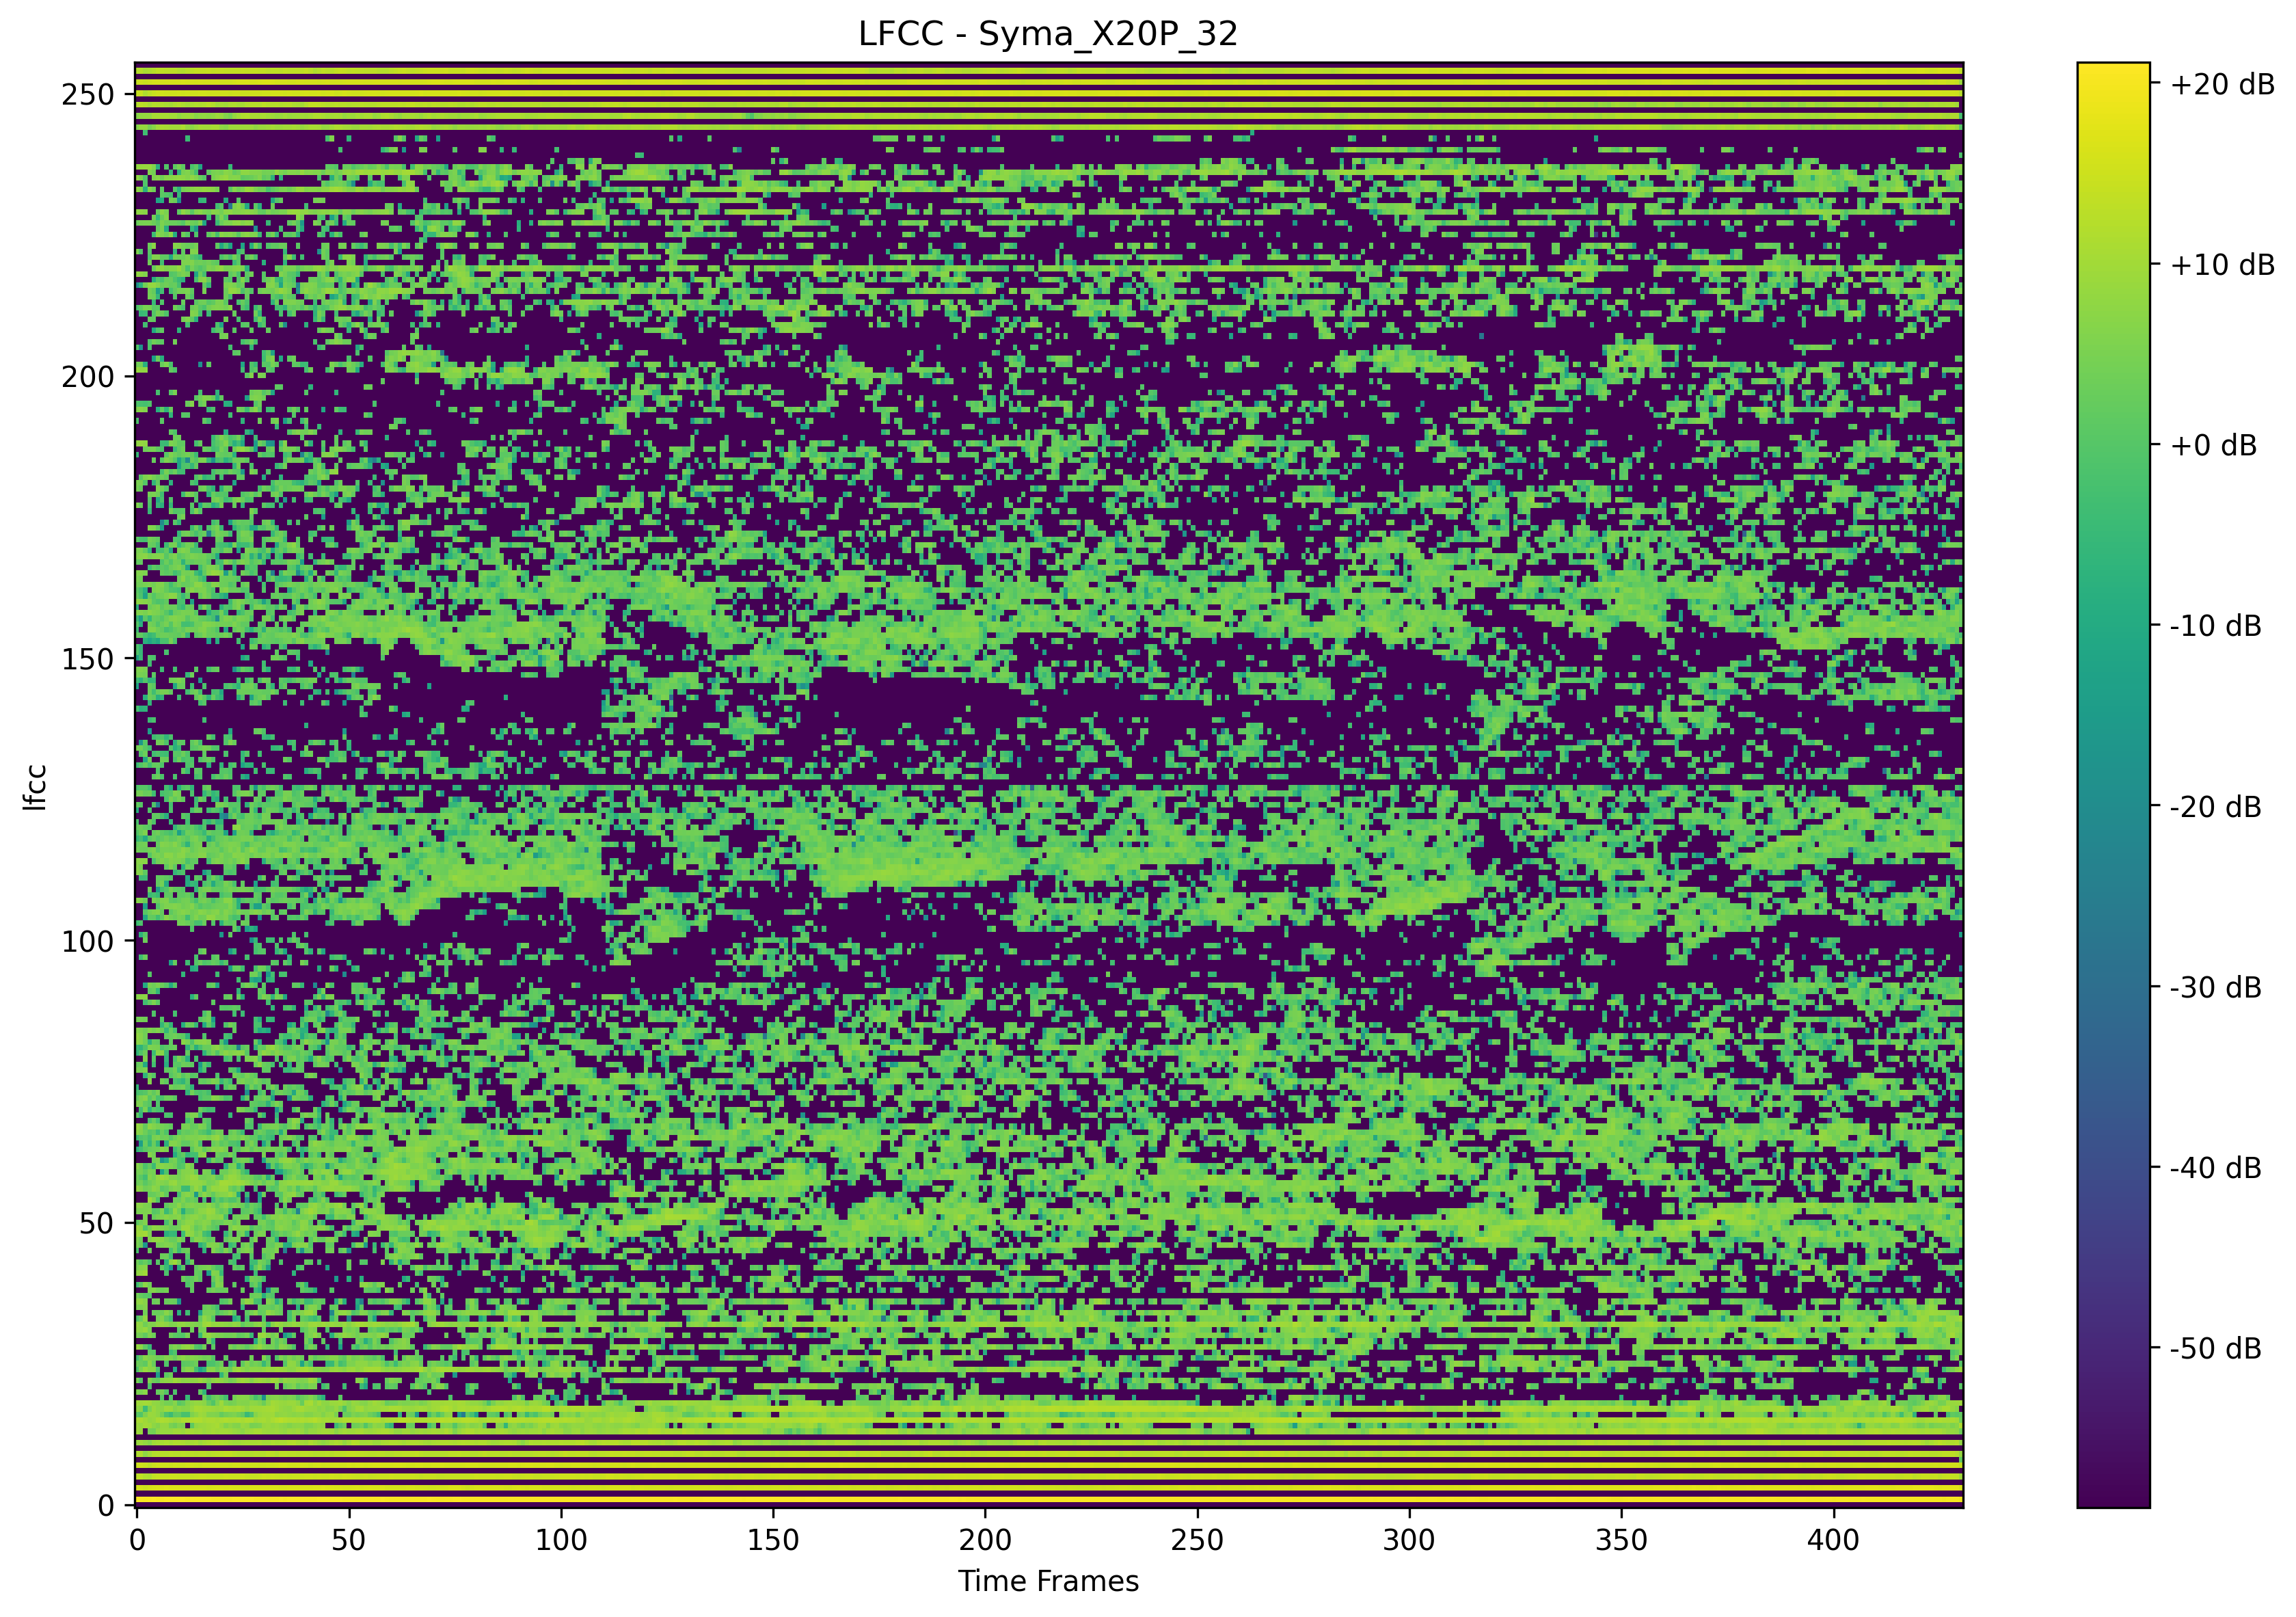 LFCC - Syma_X20P_32
250
200
150
100
50
0
lfcc
0 50 100 150 200 250 300 350 400
Time Frames
+20 dB
+10 dB
+0 dB
-10 dB
-20 dB
-30 dB
-40 dB
-50 dB